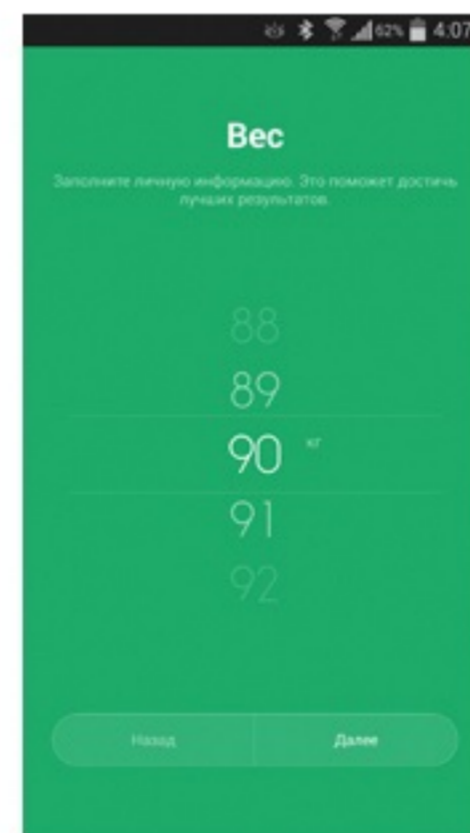 62% 4:07
Вес
Заполните личную информацию. Это поможет достичь
лучших результатов.
88
89
90 кг
91
92
Назад Далее